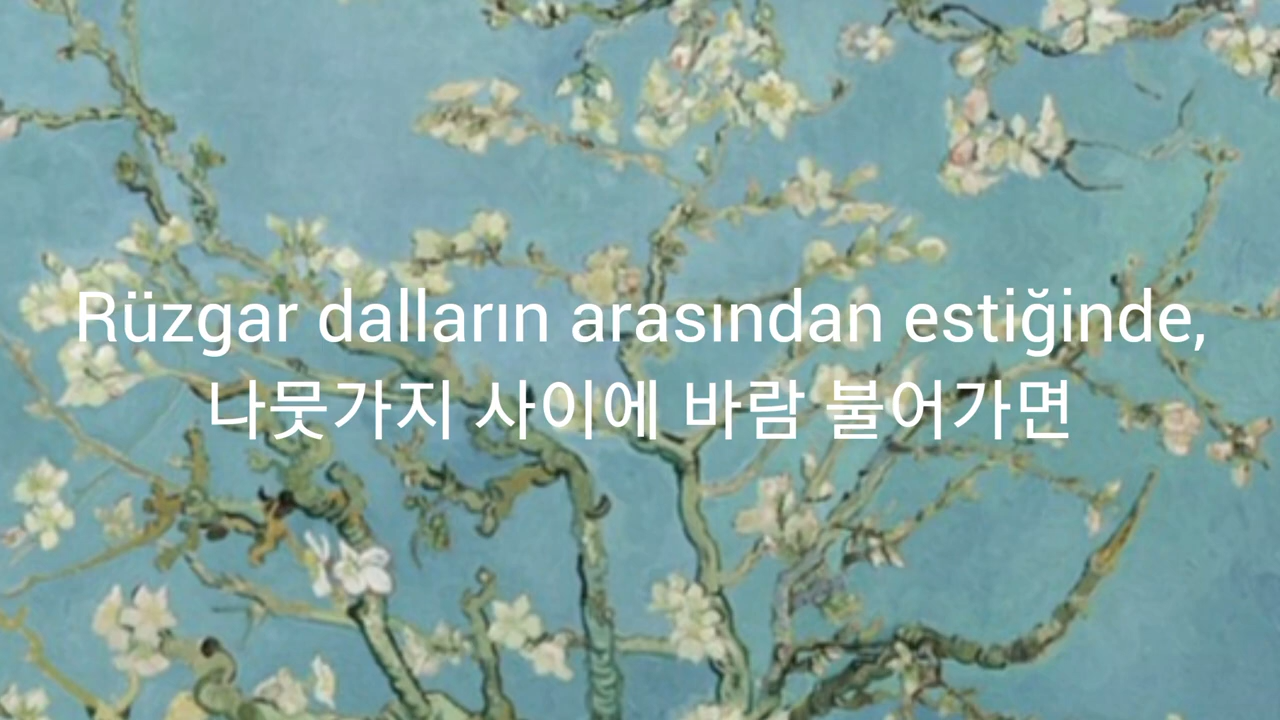 Rüzgar dalların arasından estiğinde,
나뭇가지 사이에 바람 불어가면